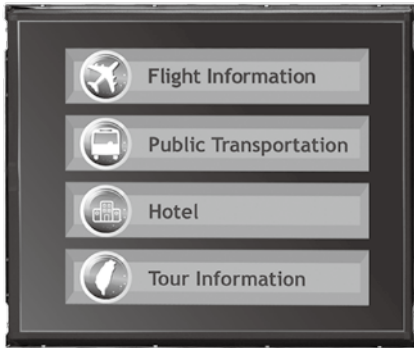 Flight Information
Public Transportation
Hotel
Tour Information